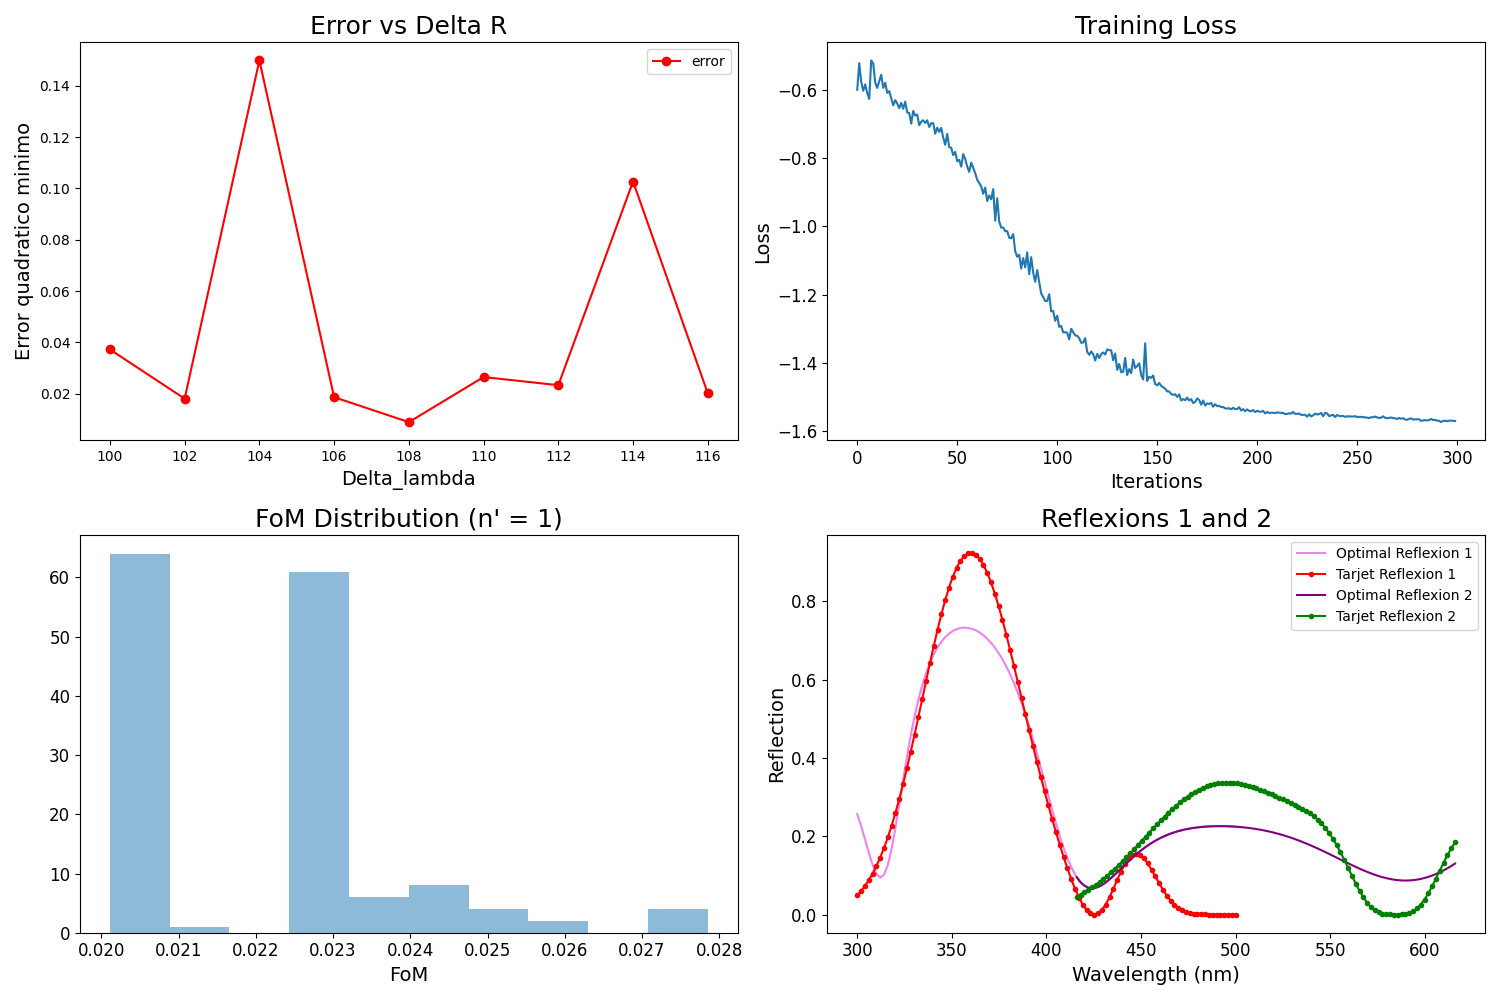 Error vs Delta R
error
0.14
0.12
0.10
0.08
0.06
0.04
0.02
Error quadratico minimo
100 102 104 106 108 110 112 114 116
Delta_lambda
Training Loss
−0.6
−0.8
−1.0
−1.2
−1.4
−1.6
Loss
0 50 100 150 200 250 300
Iterations
FoM Distribution (n' = 1)
60
50
40
30
20
10
0
0.020 0.021 0.022 0.023 0.024 0.025 0.026 0.027 0.028
FoM
Reflexions 1 and 2
Optimal Reflexion 1
Tarjet Reflexion 1
Optimal Reflexion 2
Tarjet Reflexion 2
0.8
0.6
0.4
0.2
0.0
Reflection
300 350 400 450 500 550 600
Wavelength (nm)